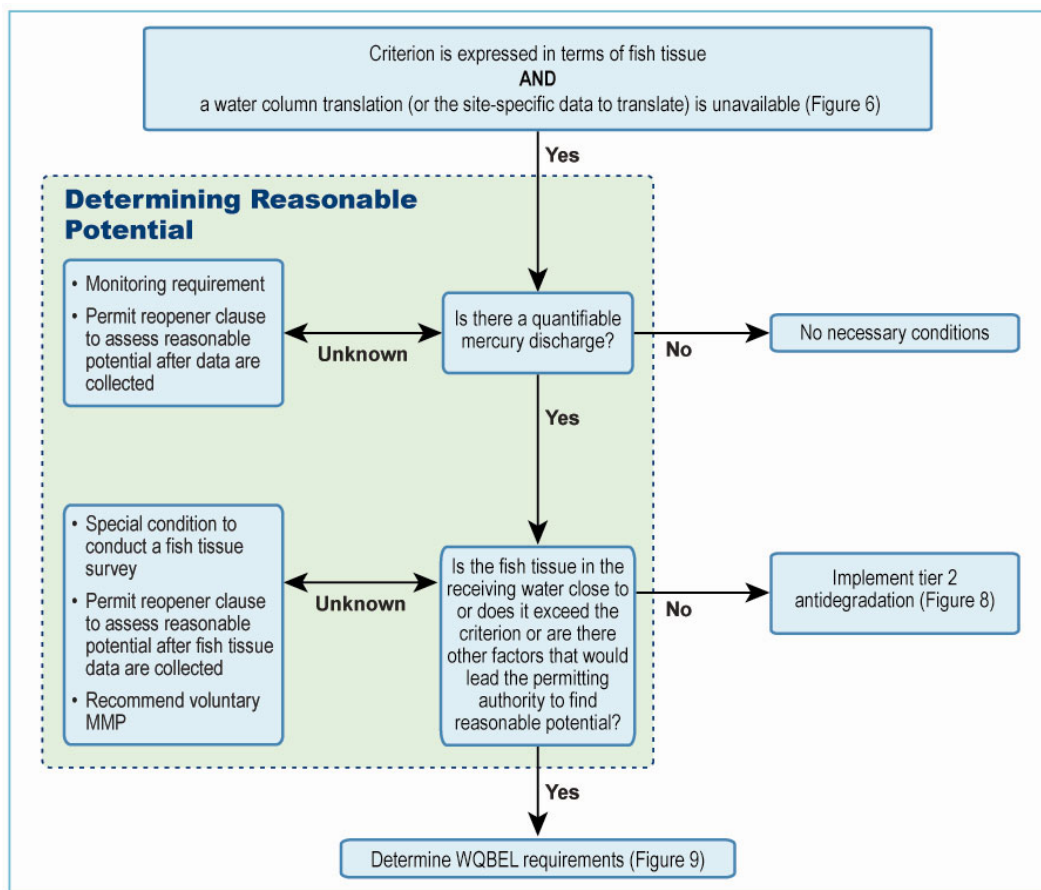 Criterion is expressed in terms of fish tissue
AND
a water column translation (or the site-specific data to translate) is unavailable (Figure 6)
Yes
Determining Reasonable
Potential
• Monitoring requirement
• Permit reopener clause
to assess reasonable
potential after data are
collected
Unknown
Is there a quantifiable
mercury discharge?
No
No necessary conditions
Yes
• Special condition to
conduct a fish tissue
survey
• Permit reopener clause
to assess reasonable
potential after fish tissue
data are collected
• Recommend voluntary
MMP
Unknown
Is the fish tissue in the
receiving water close to
or does it exceed the
criterion or are there
other factors that would
lead the permitting
authority to find
reasonable potential?
No
Implement tier 2
antidegradation (Figure 8)
Yes
Determine WQBEL requirements (Figure 9)